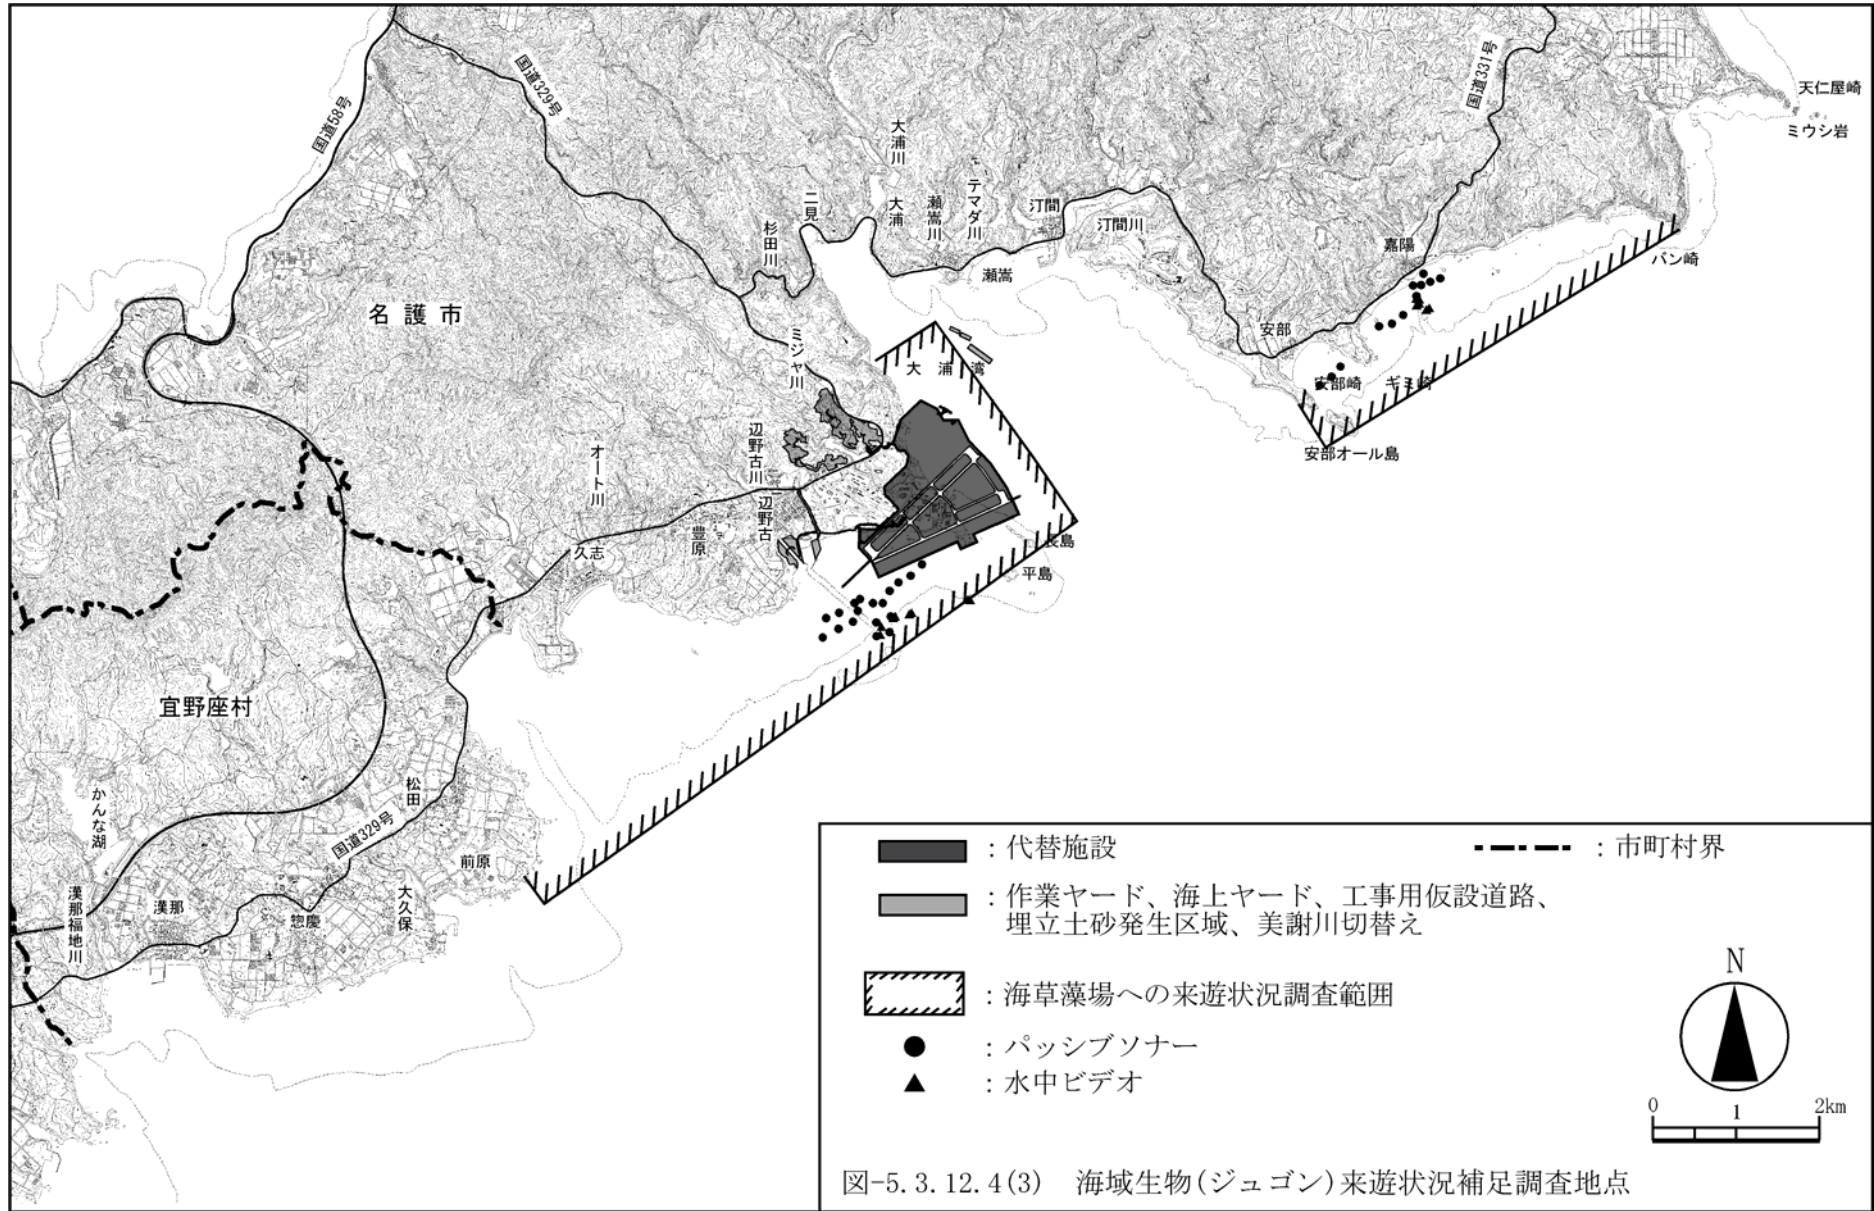 国道58号
国道329号
国道331号
天仁屋崎
ミウシ岩
大浦川
大浦
瀬嵩川
テマダ川
汀間
汀間川
二見
杉田川
瀬嵩
嘉陽
バン崎
名護市
ミジャ川
安部
大浦湾
安部崎
ギミ崎
安部オール島
オート川
辺野古川
辺野古
豊原
久志
長島
平島
宜野座村
かんな湖
松田
国道329号
前原
大久保
漢那福地川
漢那
惣慶
：代替施設
：市町村界
：作業ヤード、海上ヤード、工事用仮設道路、
埋立土砂発生区域、美謝川切替え
：海草藻場への来遊状況調査範囲
：パッシブソナー
：水中ビデオ
N
0 1 2km
図-5.3.12.4(3) 海域生物(ジュゴン)来遊状況補足調査地点